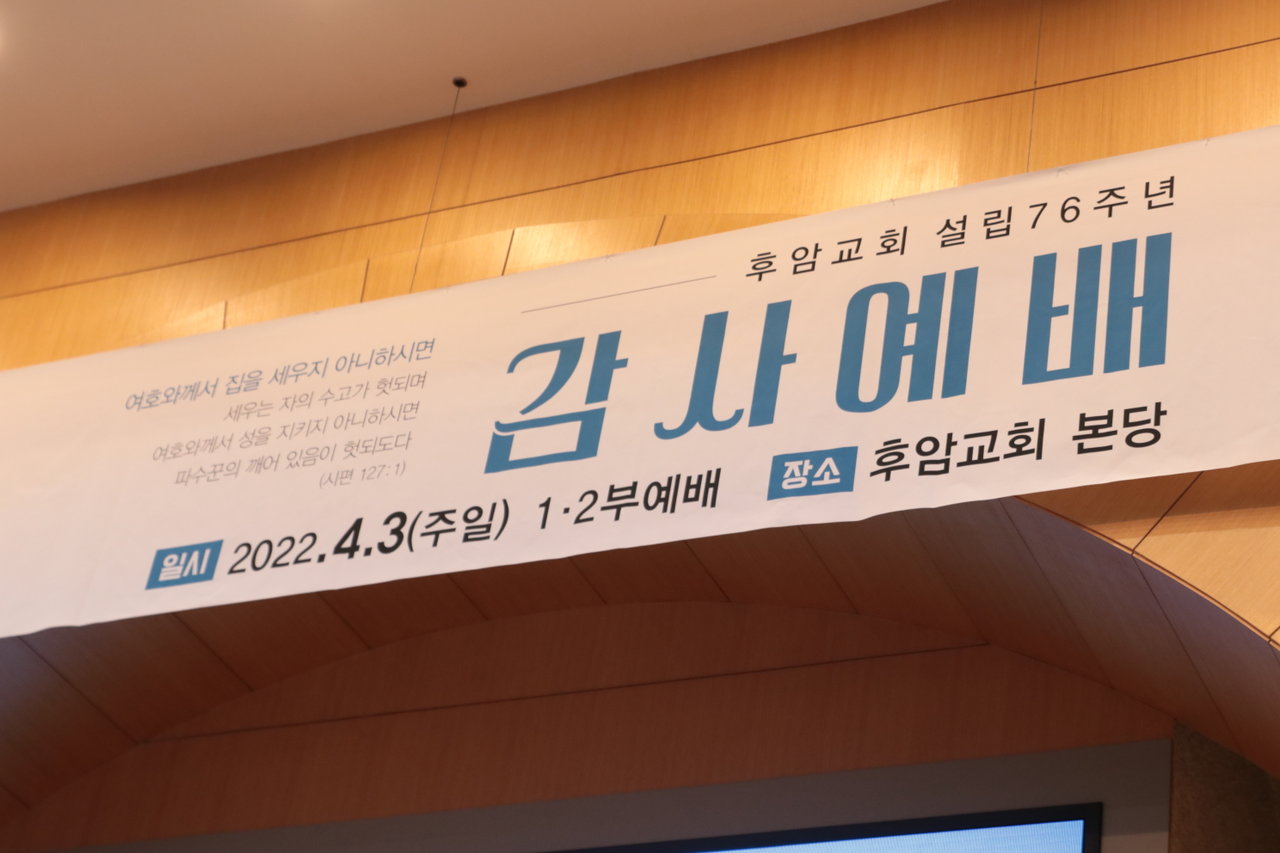 후암교회 설립76주년
감사예배
여호와께서 집을 세우지 아니하시면
세우는 자의 수고가 헛되며
여호와께서 성을 지키지 아니하시면
파수꾼의 깨어 있음이 헛되도다
(시편 127:1)
일시 2022.4.3(주일) 1·2부예배 장소 후암교회 본당